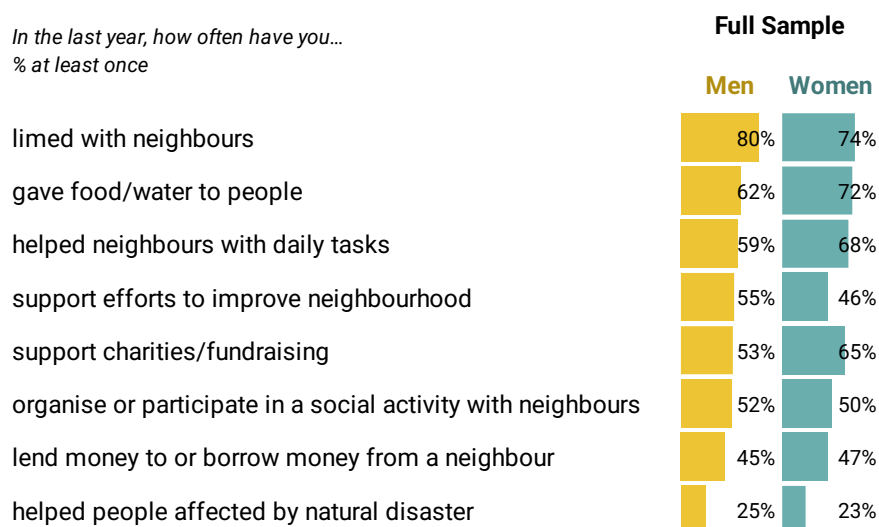 In the last year, how often have you...
% at least once
Full Sample
Men Women
limed with neighbours 80% 74%
gave food/water to people 62% 72%
helped neighbours with daily tasks 59% 68%
support efforts to improve neighbourhood 55% 46%
support charities/fundraising 53% 65%
organise or participate in a social activity with neighbours 52% 50%
lend money to or borrow money from a neighbour 45% 47%
helped people affected by natural disaster 25% 23%